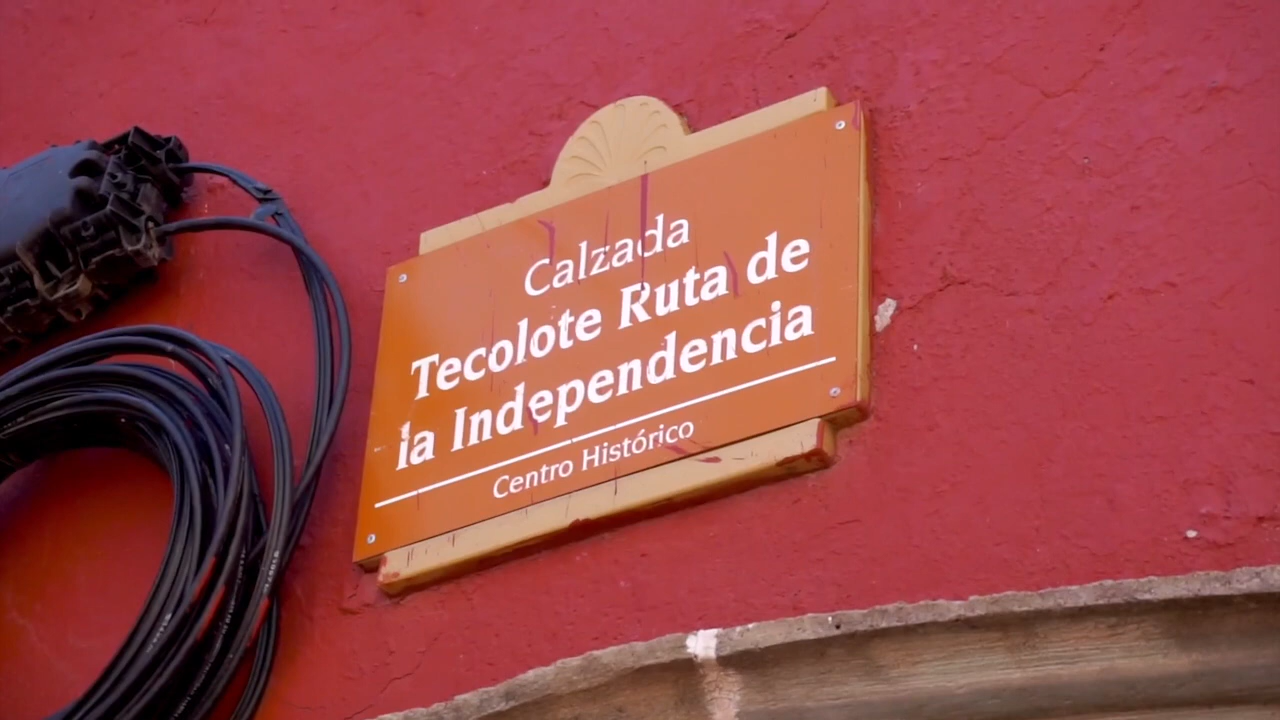 Calzada
Tecolote Ruta de
la Independencia
Centro Histórico